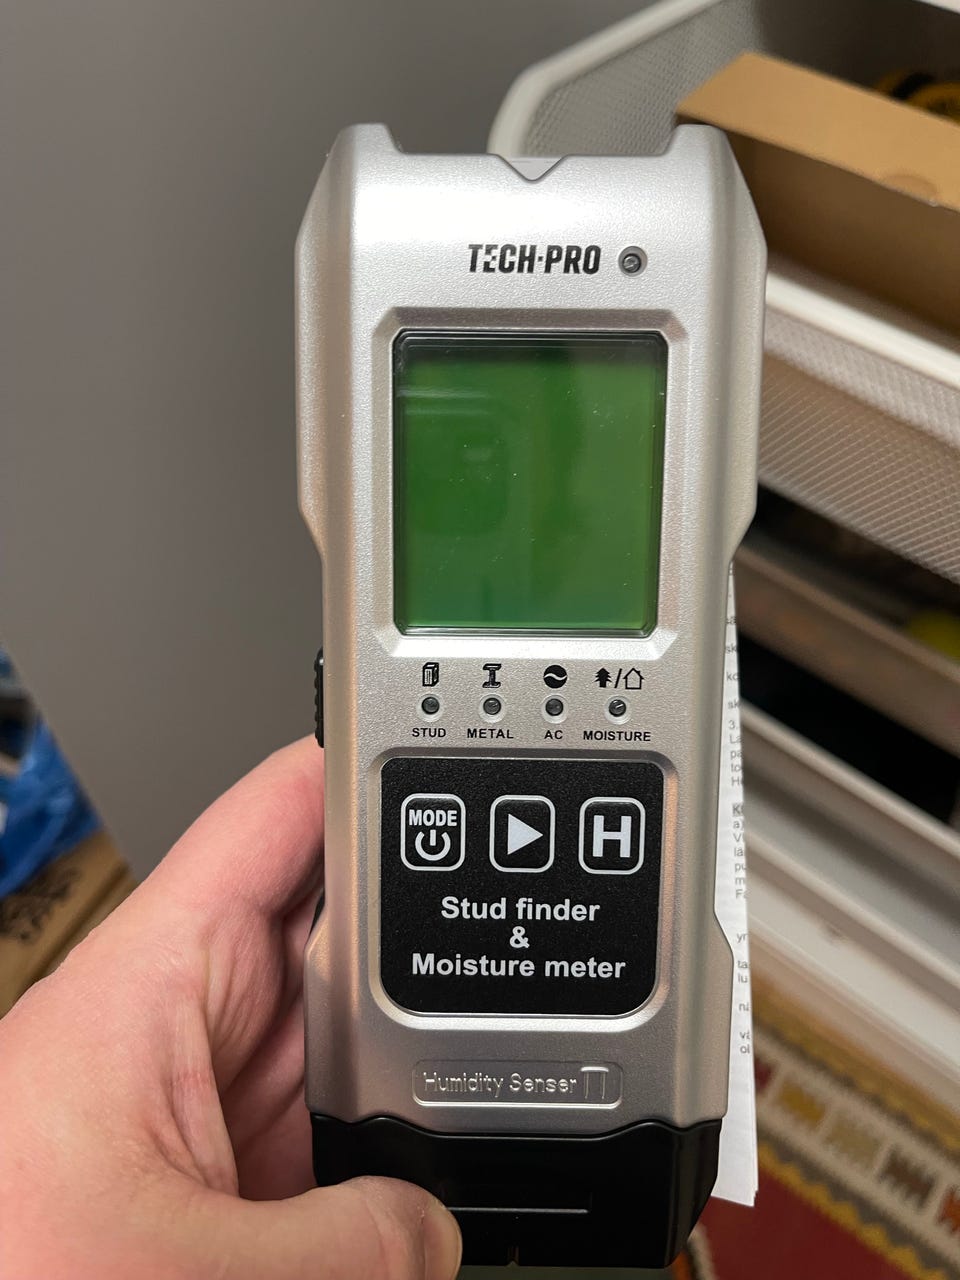 TECH·PRO
STUD METAL AC MOISTURE
MODE
H
Stud finder
&
Moisture meter
Humidity Senser